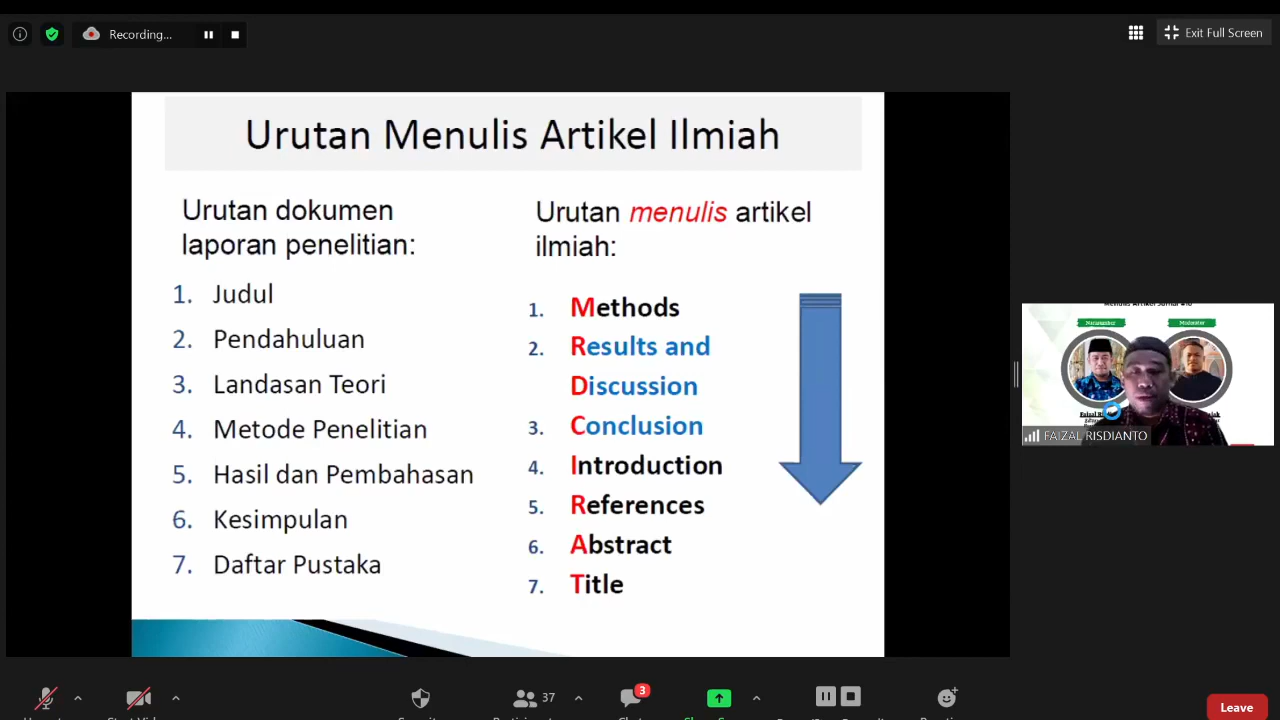 Recording...
Exit Full Screen
Urutan Menulis Artikel Ilmiah
Urutan dokumen
laporan penelitian:
1. Judul
2. Pendahuluan
3. Landasan Teori
4. Metode Penelitian
5. Hasil dan Pembahasan
6. Kesimpulan
7. Daftar Pustaka
Urutan menulis artikel
ilmiah:
1. Methods
2. Results and
Discussion
3. Conclusion
4. Introduction
5. References
6. Abstract
7. Title
Narasumber
Moderator
FAIZAL RISDIANTO
37
3
Leave